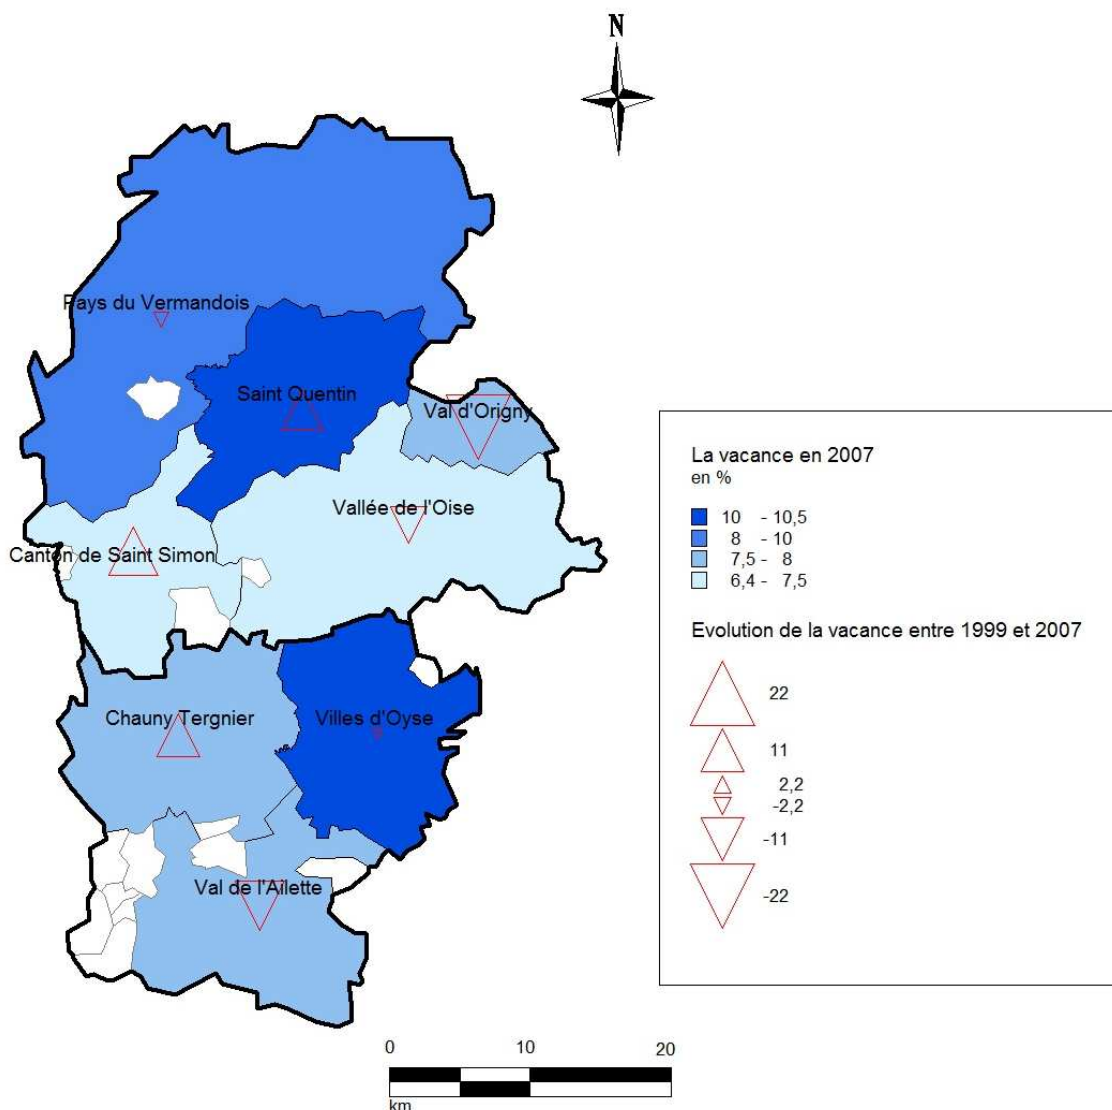 N
Pays du Vermandois
Saint Quentin
Val d'Origny
Vallée de l'Oise
Canton de Saint Simon
Chauny Tergnier
Villes d'Oyse
Val de l'Ailette
La vacance en 2007
en %
10 - 10,5
8 - 10
7,5 - 8
6,4 - 7,5
Evolution de la vacance entre 1999 et 2007
22
11
2,2
-2,2
-11
-22
0 10 20
km